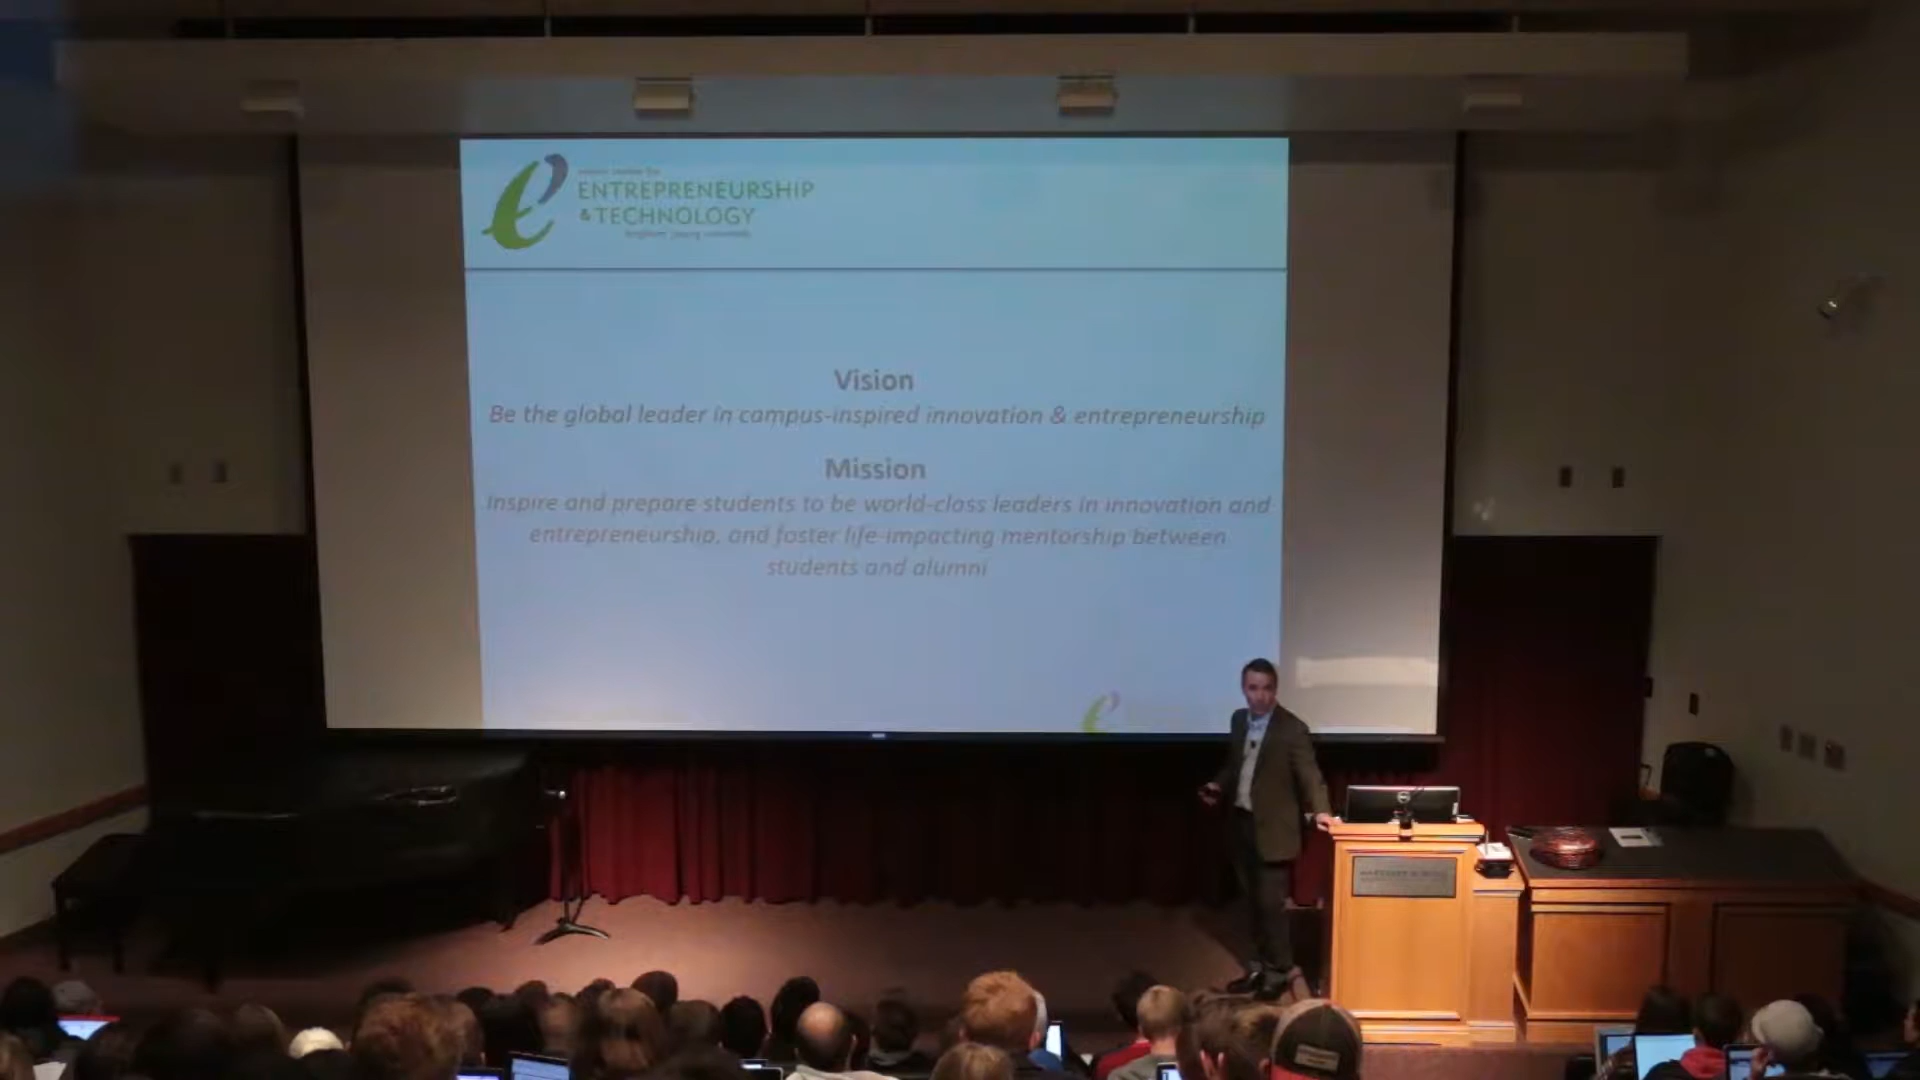 ENTREPRENEURSHIP
& TECHNOLOGY
Vision
Be the global leader in campus-inspired innovation & entrepreneurship
Mission
Inspire and prepare students to be world-class leaders in innovation and
entrepreneurship, and foster life-impacting mentorship between
students and alumni